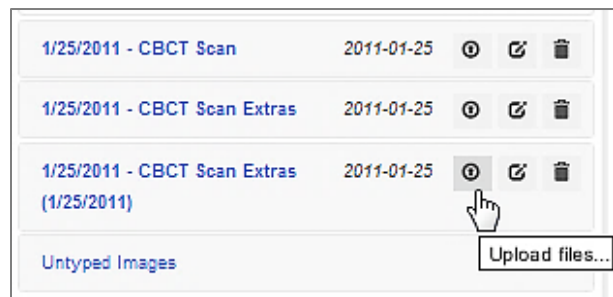 1/25/2011 - CBCT Scan 2011-01-25
1/25/2011 - CBCT Scan Extras 2011-01-25
1/25/2011 - CBCT Scan Extras 2011-01-25
(1/25/2011)
Untyped Images
Upload files...